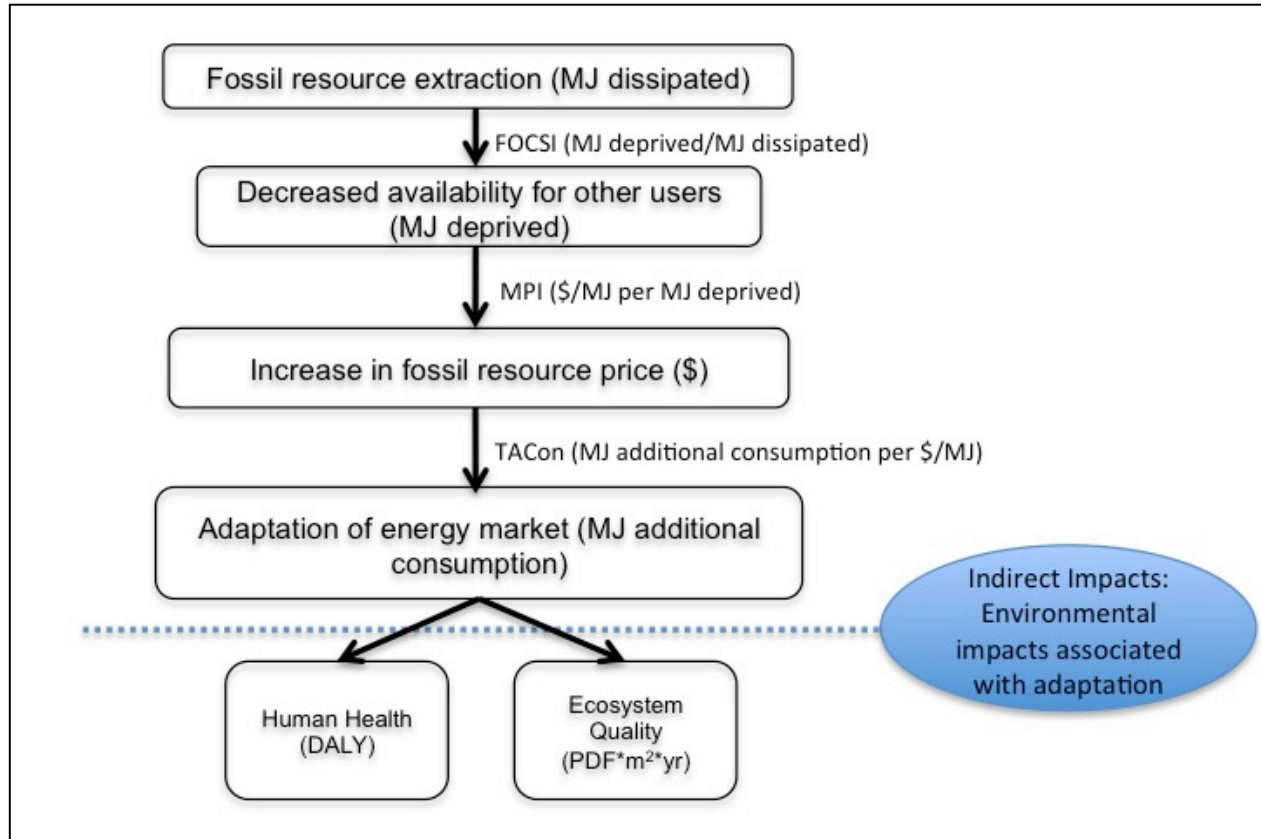 Fossil resource extraction (MJ dissipated)
FOCSI (MJ deprived/MJ dissipated)
Decreased availability for other users
(MJ deprived)
MPI ($/MJ per MJ deprived)
Increase in fossil resource price ($)
TACon (MJ additional consumption per $/MJ)
Adaptation of energy market (MJ additional
consumption)
Indirect Impacts:
Environmental
impacts associated
with adaptation
Human Health
(DALY)
Ecosystem
Quality
(PDF*m²*yr)